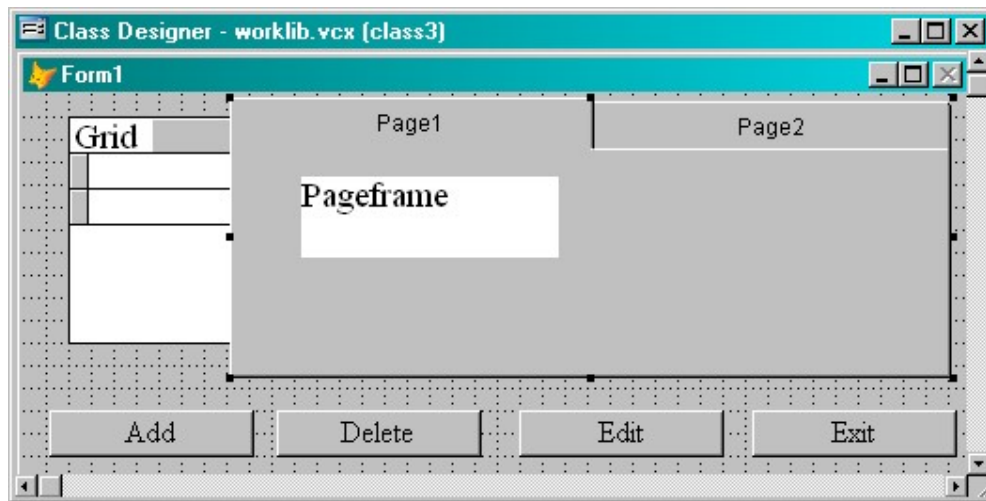 Class Designer - worklib.vcx (class3)
Form1
Grid
Page1
Page2
Pageframe
Add
Delete
Edit
Exit